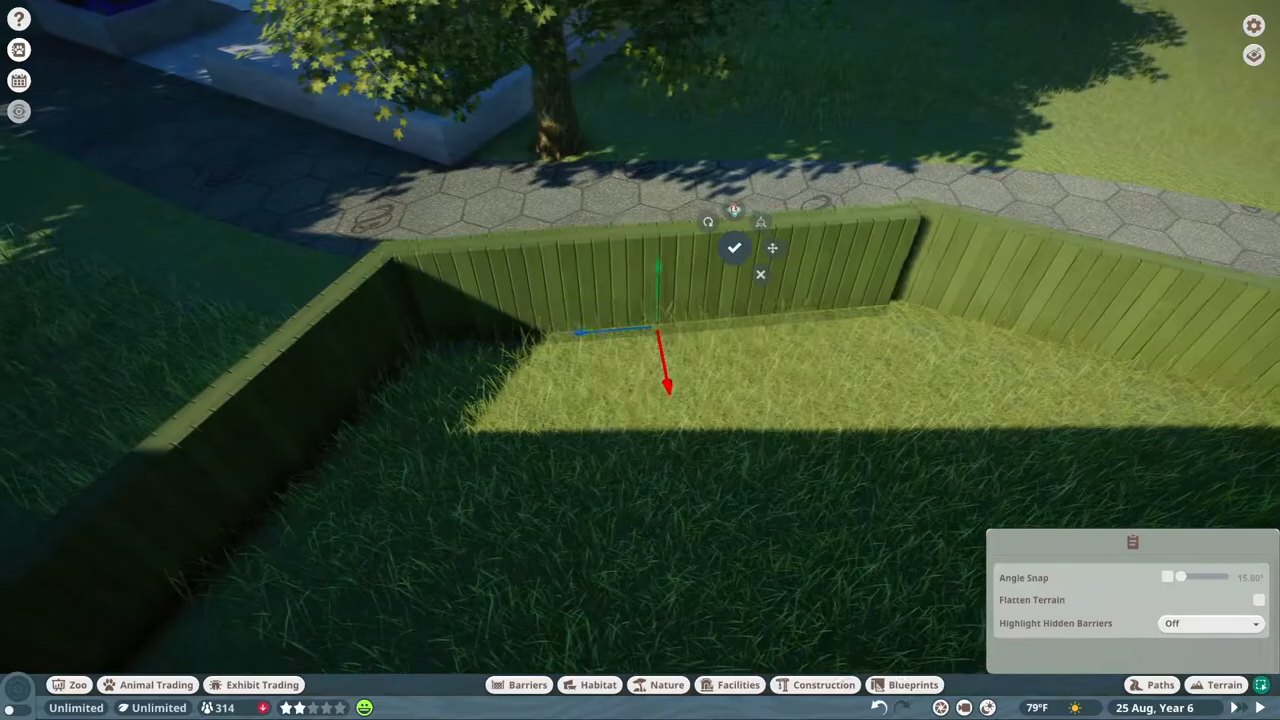 ?
Angle Snap 15.00°
Flatten Terrain
Highlight Hidden Barriers Off
Zoo Animal Trading Exhibit Trading Barriers Habitat Nature Facilities Construction Blueprints Paths Terrain
Unlimited Unlimited 314 79°F 25 Aug, Year 6